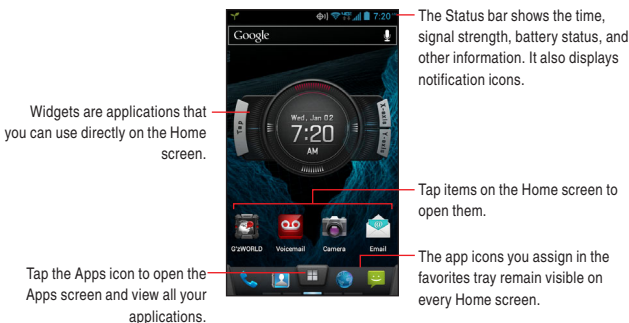 7:20
Google
The Status bar shows the time,
signal strength, battery status, and
other information. It also displays
notification icons.
Widgets are applications that
you can use directly on the Home
screen.
Tap
X-axis
Y-axis
Wed, Jan 02
7:20
AM
Tap items on the Home screen to
open them.
G'zWORLD Voicemail Camera Email
The app icons you assign in the
favorites tray remain visible on
every Home screen.
Tap the Apps icon to open the
Apps screen and view all your
applications.